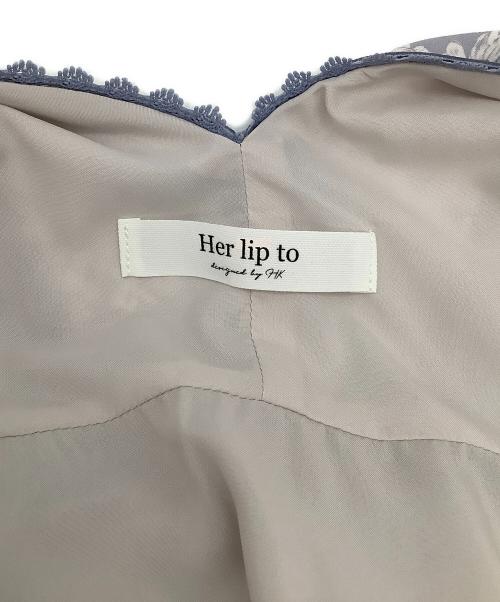 Her lip to
designed by HK